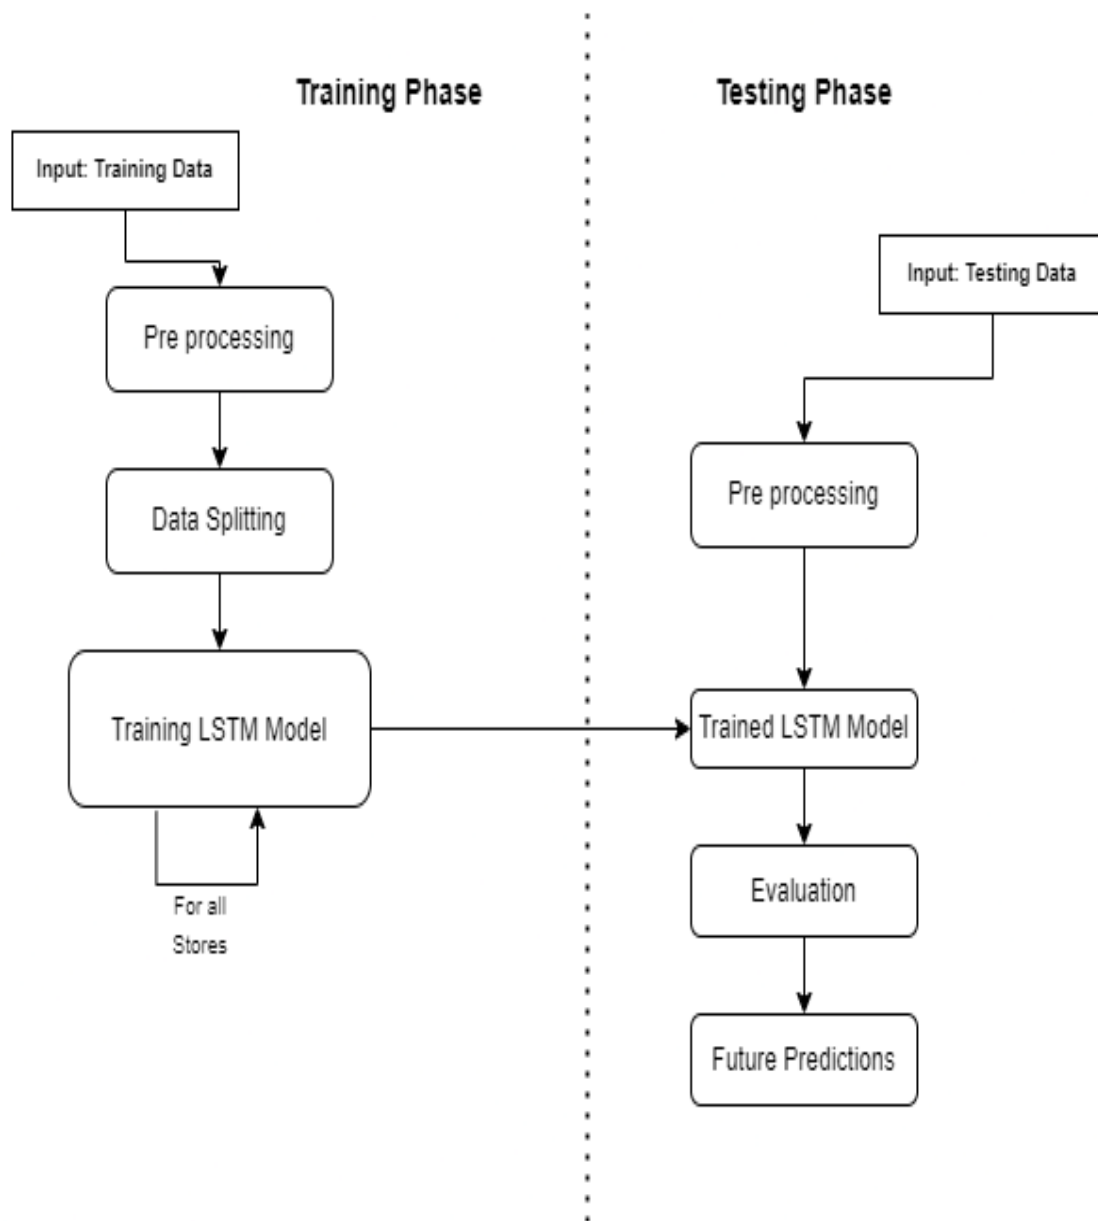 Training Phase
Testing Phase
Input: Training Data
Input: Testing Data
Pre processing
Data Splitting
Training LSTM Model
For all
Stores
Pre processing
Trained LSTM Model
Evaluation
Future Predictions